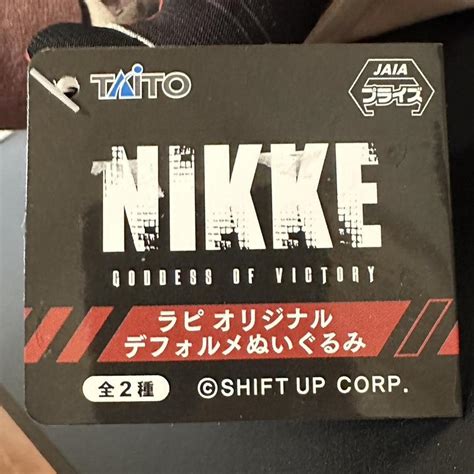 TAITO
JAIA
プライズ
NIKKE
GODDESS OF VICTORY
ラピ オリジナル
デフォルメぬいぐるみ
全2種
©SHIFT UP CORP.